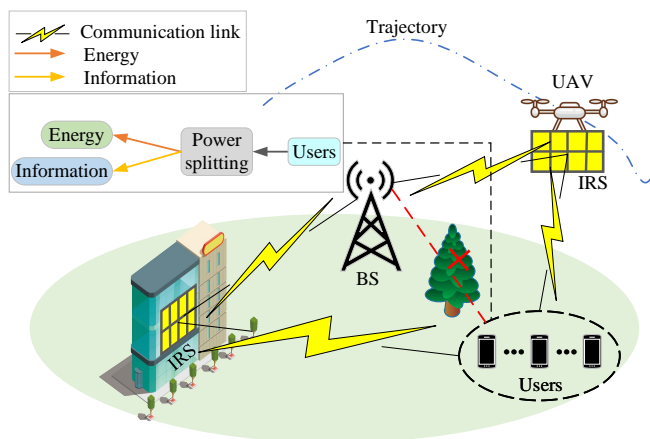 Communication link
Energy
Information
Trajectory
UAV
Energy
Power
splitting
Users
Information
IRS
BS
IRS
Users